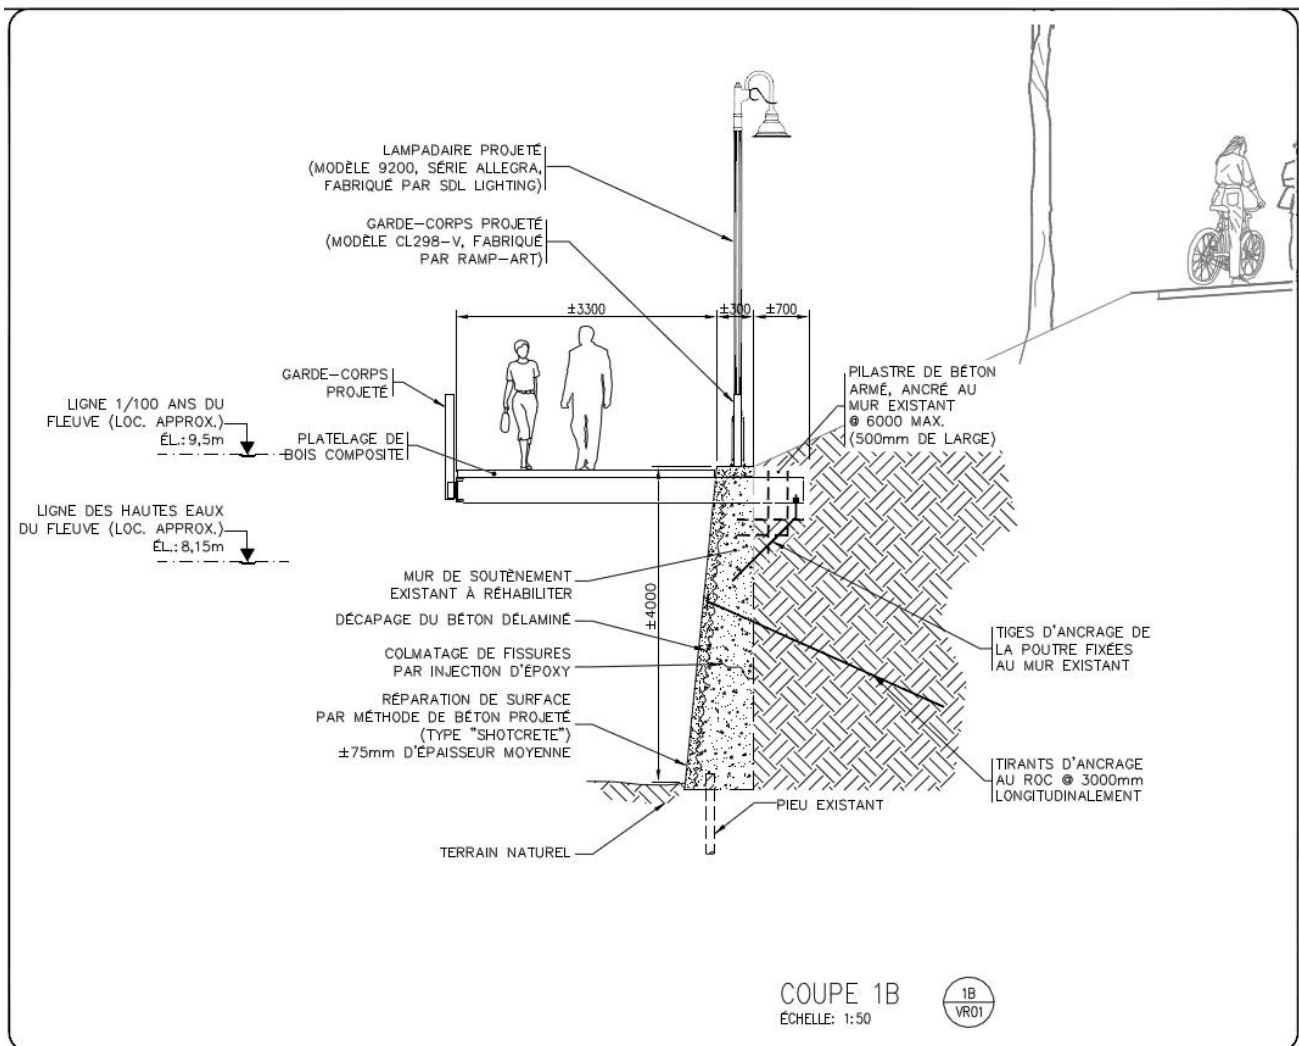 LAMPADAIRE PROJETÉ
(MODÈLE 9200, SÉRIE ALLEGRA,
FABRIQUÉ PAR SDL LIGHTING)
GARDE-CORPS PROJETÉ
(MODÈLE CL298-V, FABRIQUÉ
PAR RAMP-ART)
±3300
±300
±700
GARDE-CORPS
PROJETÉ
PILASTRE DE BÉTON
ARMÉ, ANCRÉ AU
MUR EXISTANT
@ 6000 MAX.
(500mm DE LARGE)
LIGNE 1/100 ANS DU
FLEUVE (LOC. APPROX.)
ÉL.: 9,5m
PLATELAGE DE
BOIS COMPOSITE
LIGNE DES HAUTES EAUX
DU FLEUVE (LOC. APPROX.)
ÉL.: 8,15m
MUR DE SOUTÈNEMENT
EXISTANT À RÉHABILITER
±4000
DÉCAPAGE DU BÉTON DÉLAMINÉ
TIGES D'ANCRAGE DE
LA POUTRE FIXÉES
AU MUR EXISTANT
COLMATAGE DE FISSURES
PAR INJECTION D'ÉPOXY
RÉPARATION DE SURFACE
PAR MÉTHODE DE BÉTON PROJETÉ
(TYPE "SHOTCRETE")
±75mm D'ÉPAISSEUR MOYENNE
TIRANTS D'ANCRAGE
AU ROC @ 3000mm
LONGITUDINALEMENT
PIEU EXISTANT
TERRAIN NATUREL
COUPE 1B
ÉCHELLE: 1:50
1B
VR01